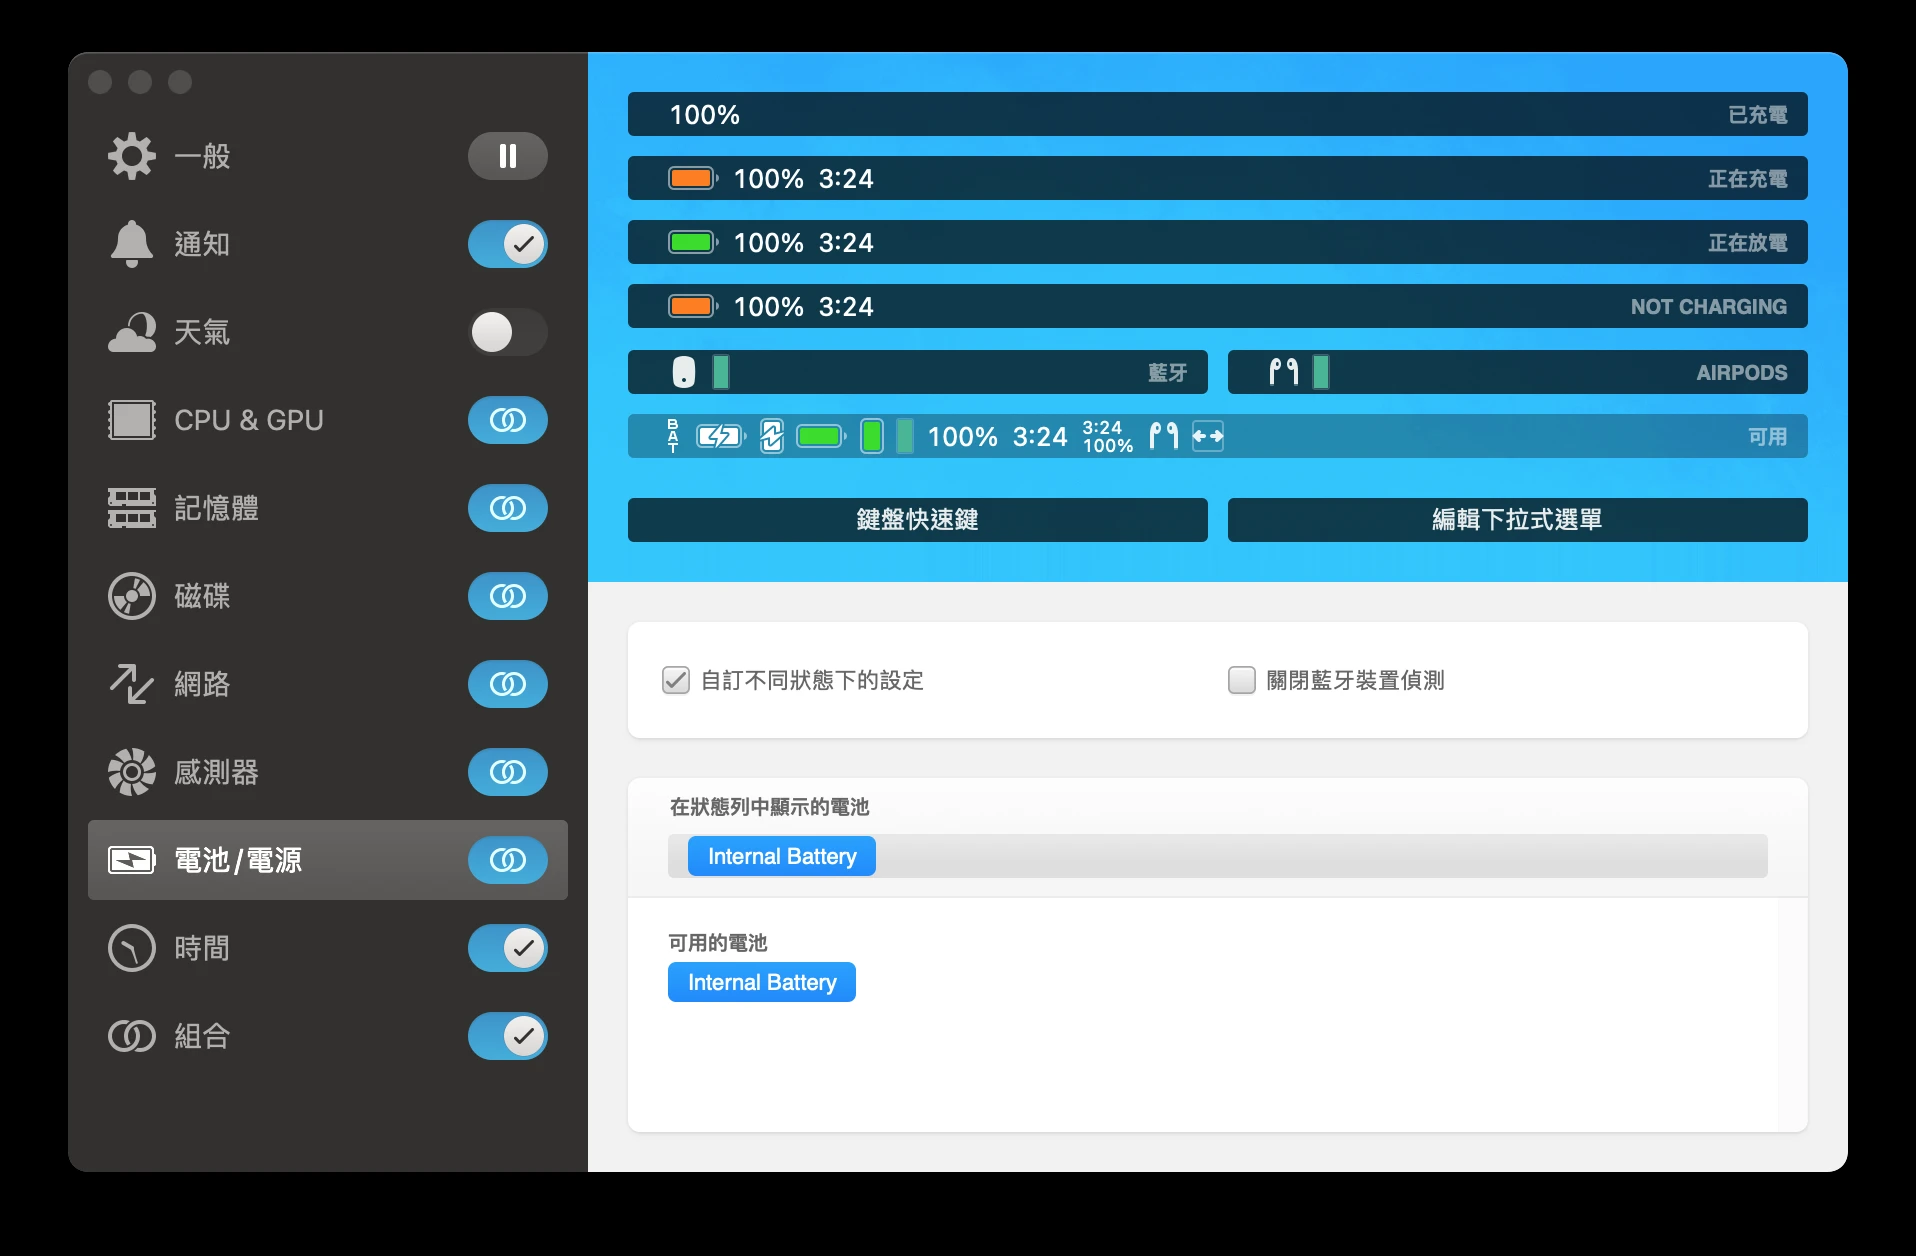 一般
通知
天氣
CPU & GPU
記憶體
磁碟
網路
感測器
電池/電源
時間
組合
100% 已充電
100% 3:24 正在充電
100% 3:24 正在放電
100% 3:24 NOT CHARGING
藍牙
AIRPODS
BAT 100% 3:24 3:24 100% 可用
鍵盤快速鍵
編輯下拉式選單
自訂不同狀態下的設定
關閉藍牙裝置偵測
在狀態列中顯示的電池
Internal Battery
可用的電池
Internal Battery